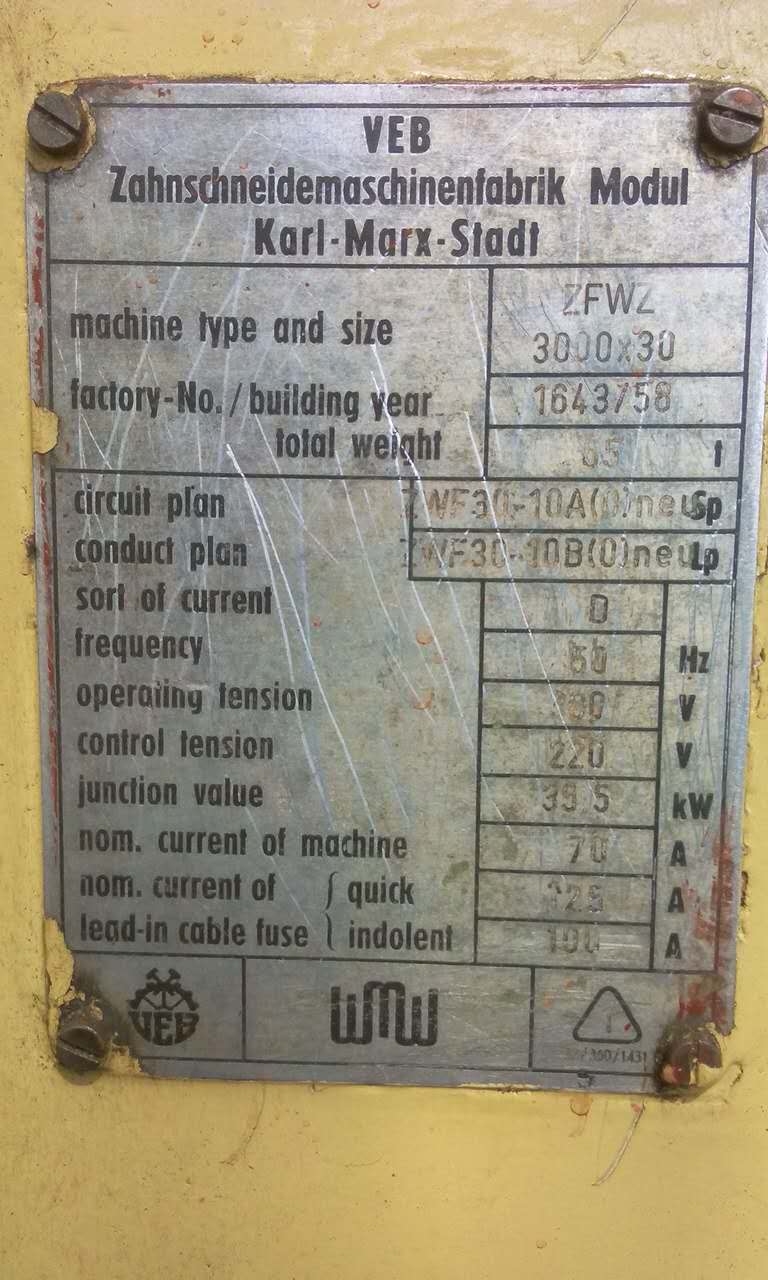 VEB
Zahnschneidemaschinenfabrik Modul
Karl-Marx-Stadt
machine type and size ZFWZ
3000x30
factory-No./building year 1643/58
total weight t
circuit plan ZWF30-10A(0)neu Sp
conduct plan ZWF30-10B(0)neu Lp
sort of current D
frequency Hz
operating tension V
control tension 220 V
junction value 39,5 kW
nom. current of machine 70 A
nom. current of quick 125 A
lead-in cable fuse indolent 100 A
VEB WMW